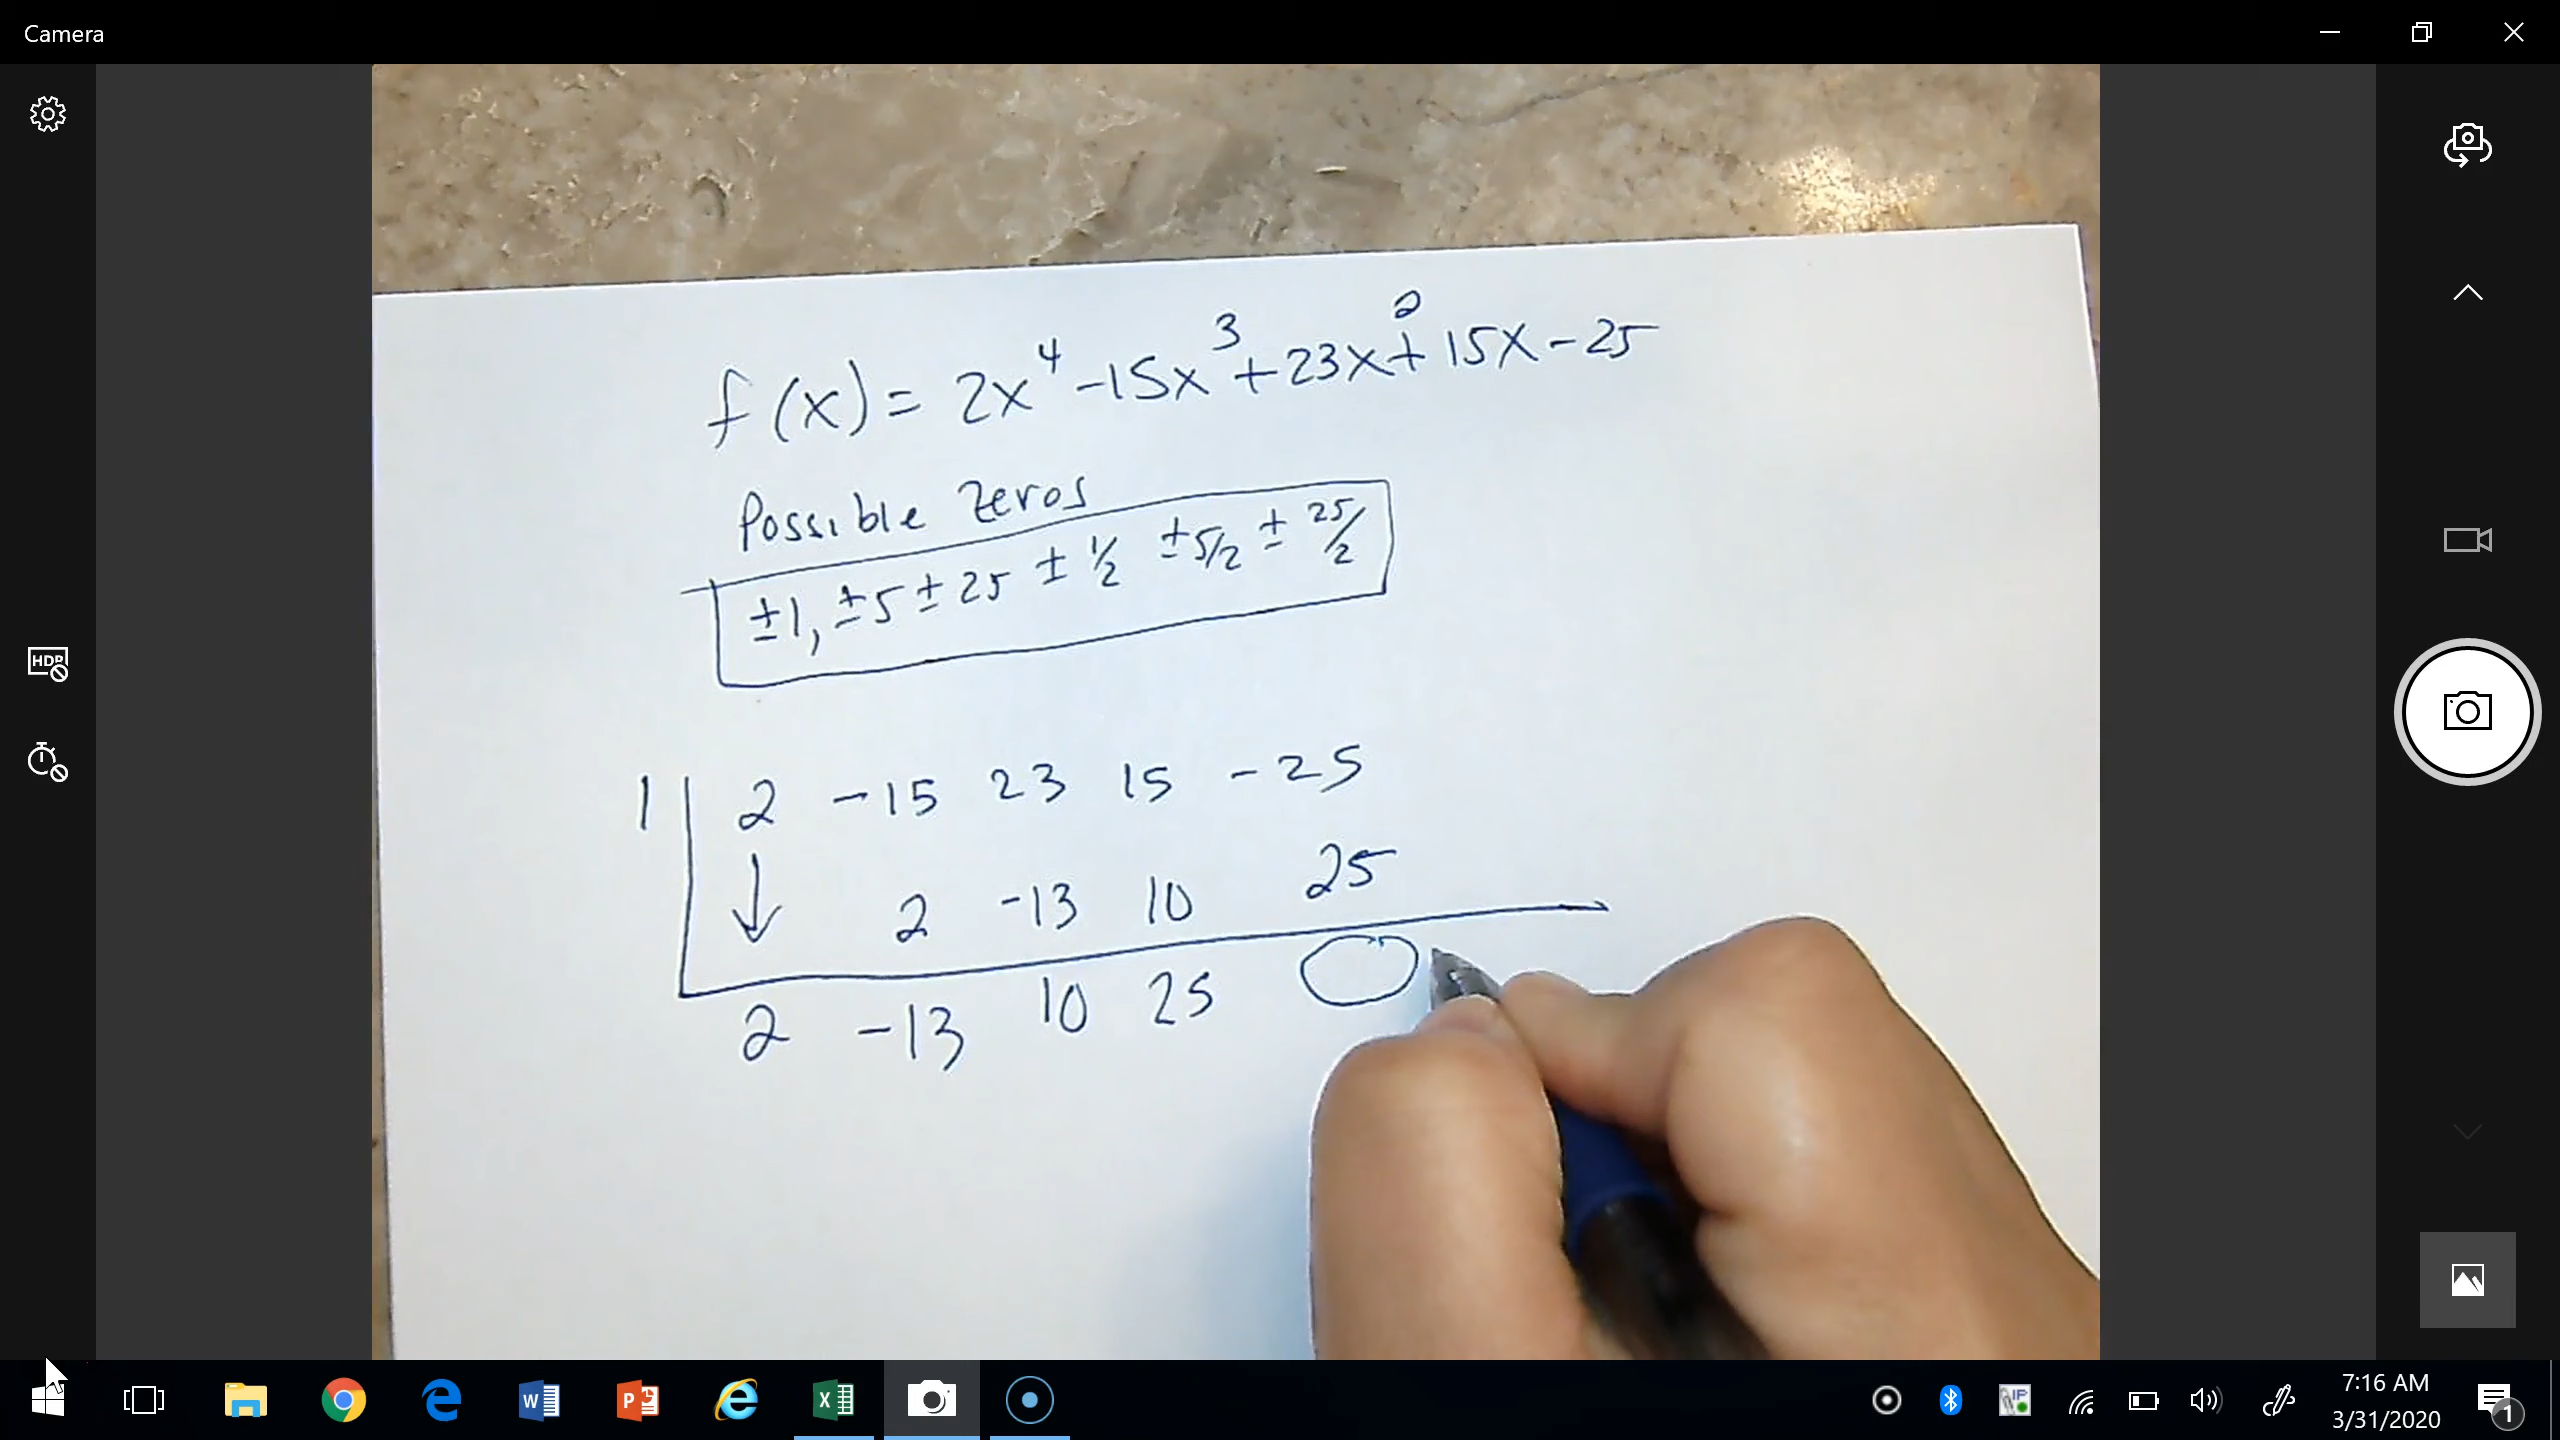 Camera
HDR
f(x) = 2x⁴ -15x³ +23x² + 15x - 25
Possible Zeros
±1, ±5 ± 25 ± 1/2 ±5/2 ± 25/2
1 2 -15 23 15 -25
2 -13 10 25
2 -13 10 25 0
7:16 AM
3/31/2020
1